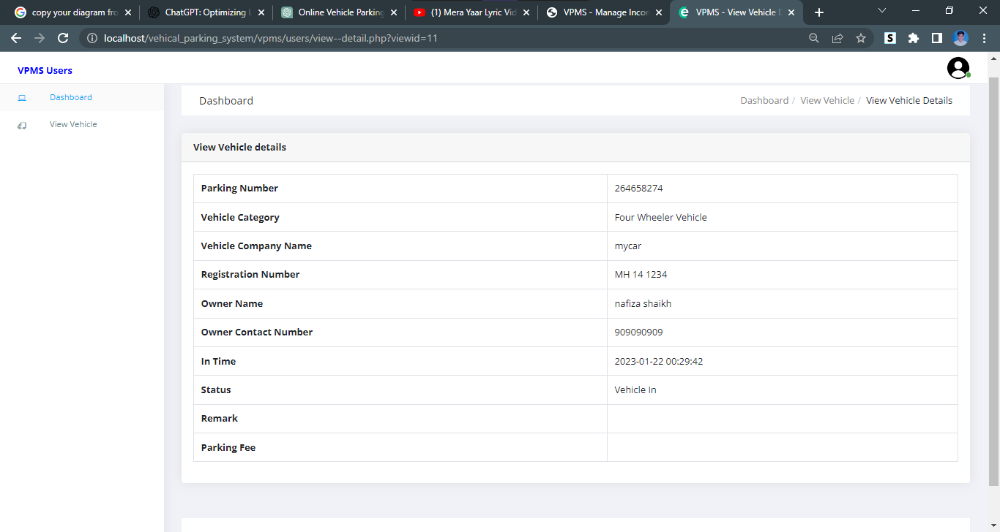 copy your diagram fro
ChatGPT: Optimizing L
Online Vehicle Parking
(1) Mera Yaar Lyric Vid
VPMS - Manage Incor
VPMS - View Vehicle D
localhost/vehical_parking_system/vpms/users/view--detail.php?viewid=11
VPMS Users
Dashboard
View Vehicle
Dashboard
Dashboard / View Vehicle / View Vehicle Details
View Vehicle details
Parking Number 264658274
Vehicle Category Four Wheeler Vehicle
Vehicle Company Name mycar
Registration Number MH 14 1234
Owner Name nafiza shaikh
Owner Contact Number 909090909
In Time 2023-01-22 00:29:42
Status Vehicle In
Remark
Parking Fee